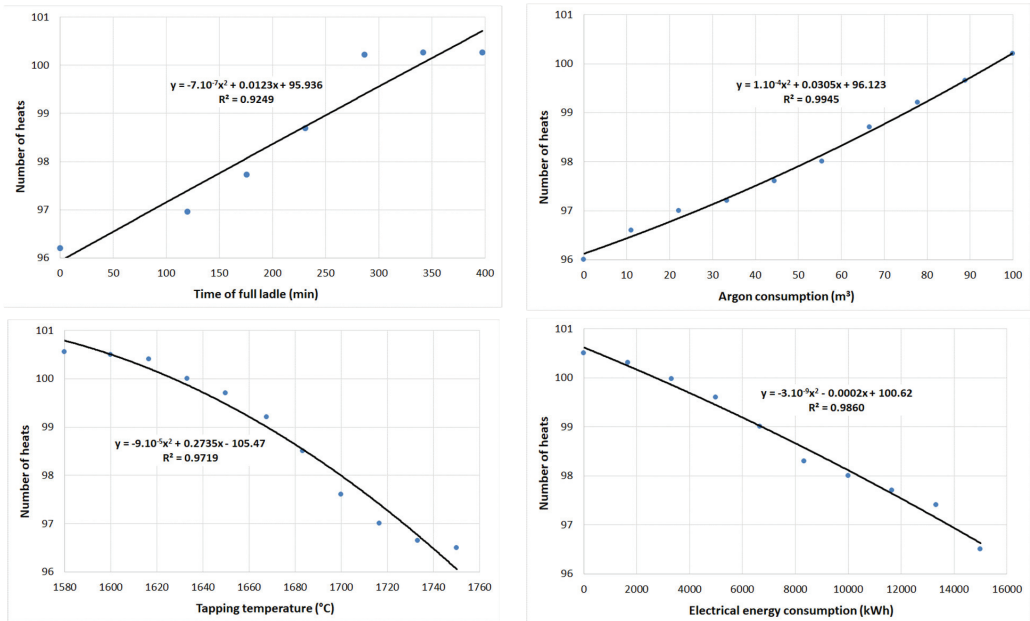 101
100
99
98
97
96
0 50 100 150 200 250 300 350 400
Number of heats
Time of full ladle (min)
y = -7.10⁻⁷x² + 0.0123x + 95.936
R² = 0.9249
101
100
99
98
97
96
0 10 20 30 40 50 60 70 80 90 100
Number of heats
Argon consumption (m³)
y = 1.10⁻⁴x² + 0.0305x + 96.123
R² = 0.9945
101
100
99
98
97
96
1580 1600 1620 1640 1660 1680 1700 1720 1740 1760
Number of heats
Tapping temperature (°C)
y = -9.10⁻⁵x² + 0.2735x - 105.47
R² = 0.9719
101
100
99
98
97
96
0 2000 4000 6000 8000 10000 12000 14000 16000
Number of heats
Electrical energy consumption (kWh)
y = -3.10⁻⁹x² - 0.0002x + 100.62
R² = 0.9860